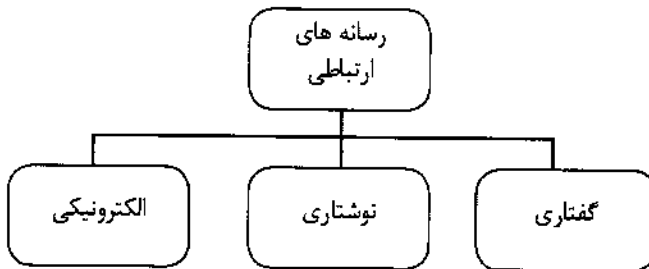 رسانه های
ارتباطی
گفتاری
نوشتاری
الکترونیکی